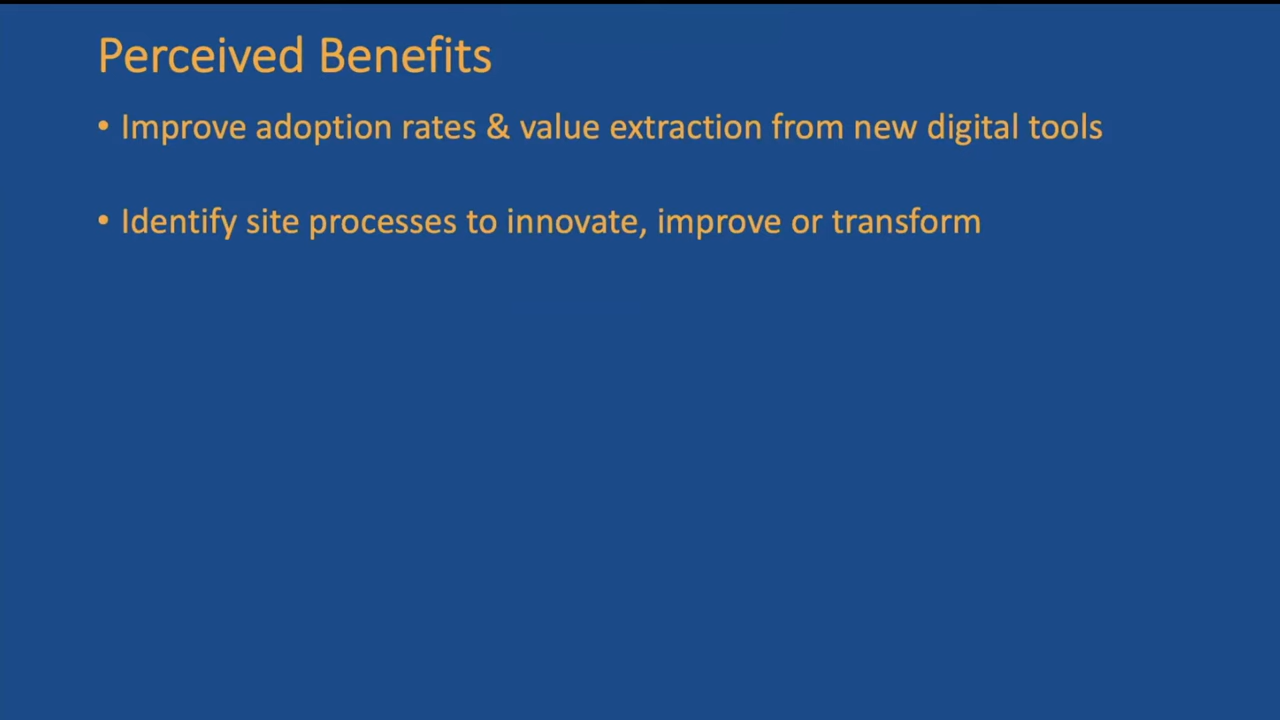 Perceived Benefits
• Improve adoption rates & value extraction from new digital tools
• Identify site processes to innovate, improve or transform